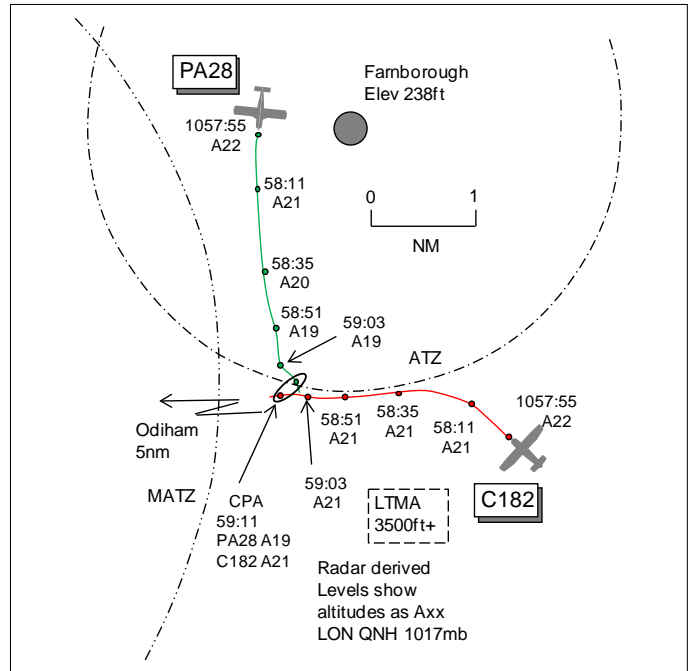 PA28
Farnborough
Elev 238ft
1057:55
A22
58:11
A21
0
1
NM
58:35
A20
58:51
A19
59:03
A19
ATZ
Odiham
5nm
MATZ
58:51
A21
58:35
A21
58:11
A21
1057:55
A22
C182
CPA
59:11
PA28 A19
C182 A21
59:03
A21
LTMA
3500ft+
Radar derived
Levels show
altitudes as Axx
LON QNH 1017mb